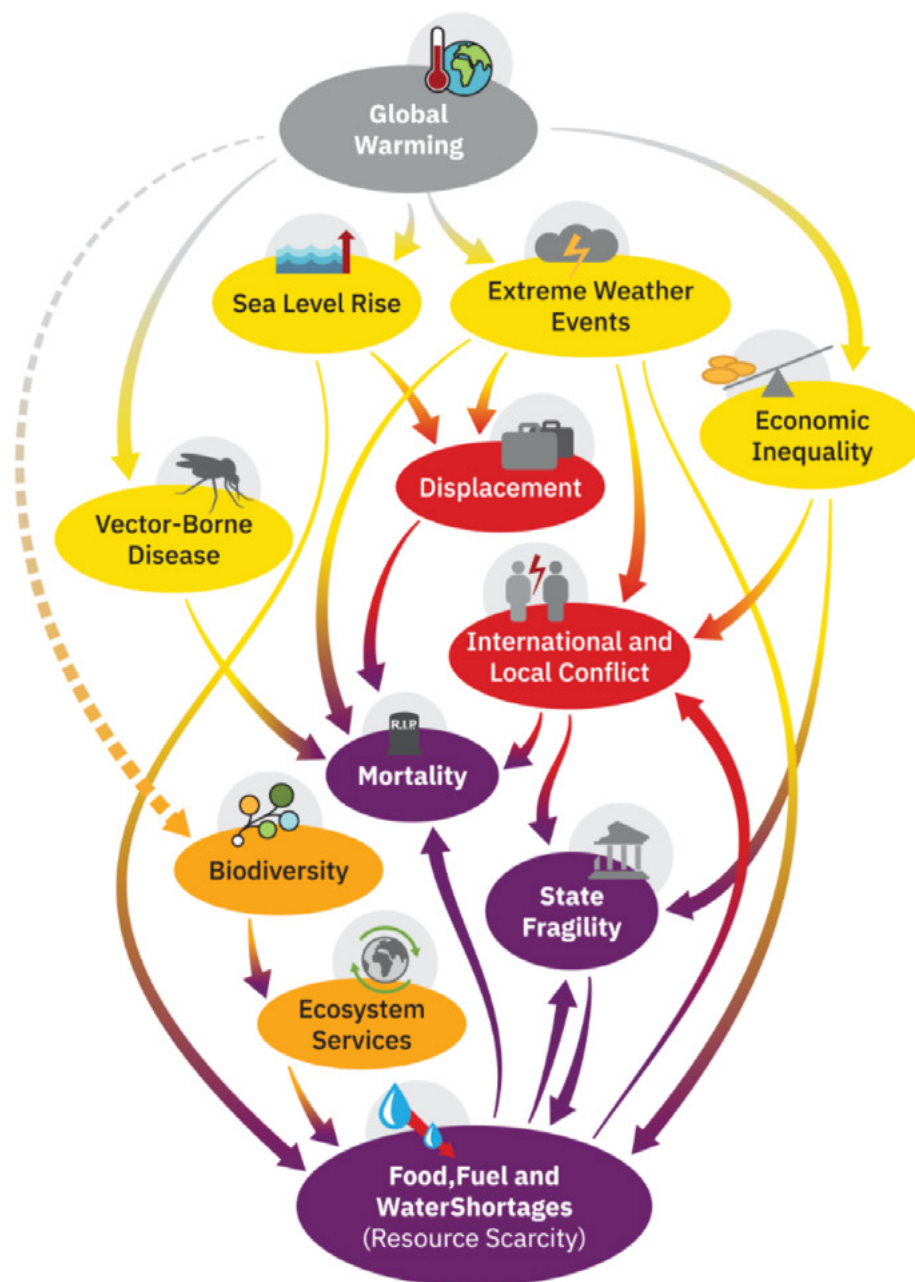 Global
Warming
Sea Level Rise
Extreme Weather
Events
Economic
Inequality
Displacement
Vector-Borne
Disease
International and
Local Conflict
R.I.P
Mortality
Biodiversity
State
Fragility
Ecosystem
Services
Food,Fuel and
WaterShortages
(Resource Scarcity)